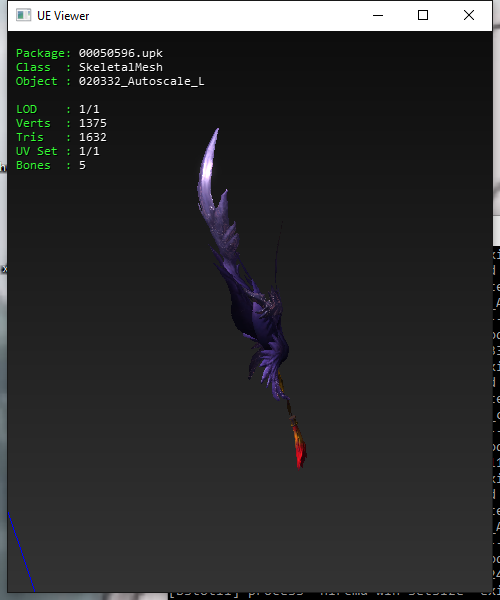 UE Viewer
Package: 00050596.upk
Class : SkeletalMesh
Object : 020332_Autoscale_L
LOD : 1/1
Verts : 1375
Tris : 1632
UV Set : 1/1
Bones : 5